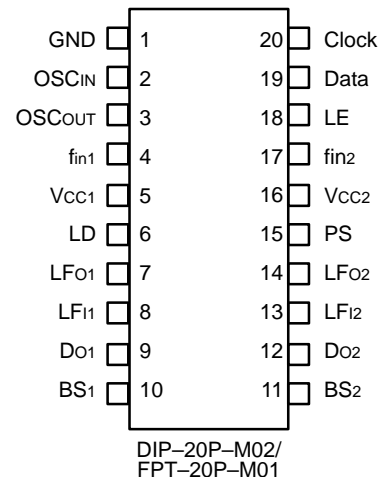 GND 1 20 Clock
OSCIN 2 19 Data
OSCOUT 3 18 LE
fin1 4 17 fin2
VCC1 5 16 VCC2
LD 6 15 PS
LFO1 7 14 LFO2
LFI1 8 13 LFI2
DO1 9 12 DO2
BS1 10 11 BS2
DIP–20P–M02/
FPT–20P–M01